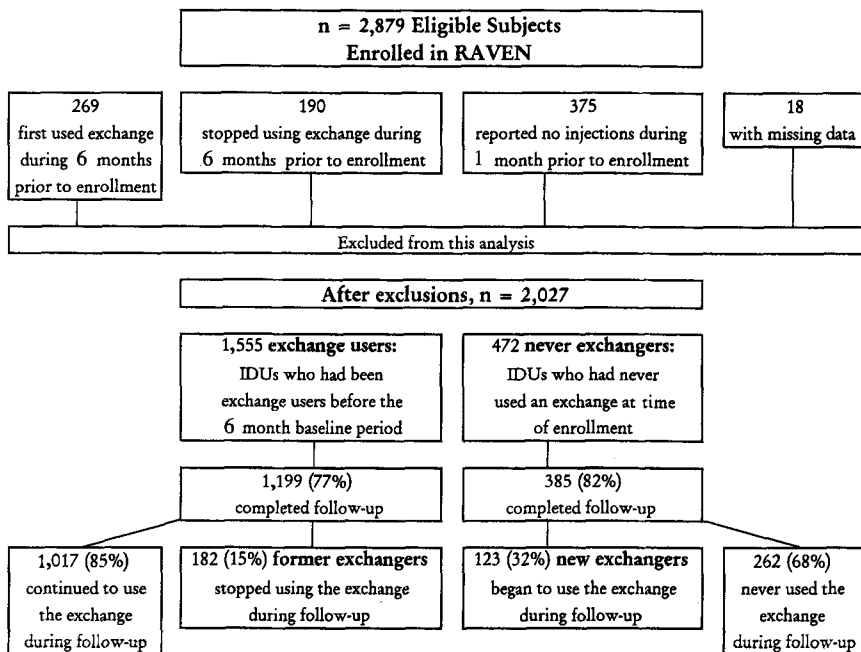 n = 2,879 Eligible Subjects
Enrolled in RAVEN
269
first used exchange
during 6 months
prior to enrollment
190
stopped using exchange during
6 months prior to enrollment
375
reported no injections during
1 month prior to enrollment
18
with missing data
Excluded from this analysis
After exclusions, n = 2,027
1,555 exchange users:
IDUs who had been
exchange users before the
6 month baseline period
472 never exchangers:
IDUs who had never
used an exchange at time
of enrollment
1,199 (77%)
completed follow-up
385 (82%)
completed follow-up
1,017 (85%)
continued to use
the exchange
during follow-up
182 (15%) former exchangers
stopped using the exchange
during follow-up
123 (32%) new exchangers
began to use the exchange
during follow-up
262 (68%)
never used the
exchange
during follow-up